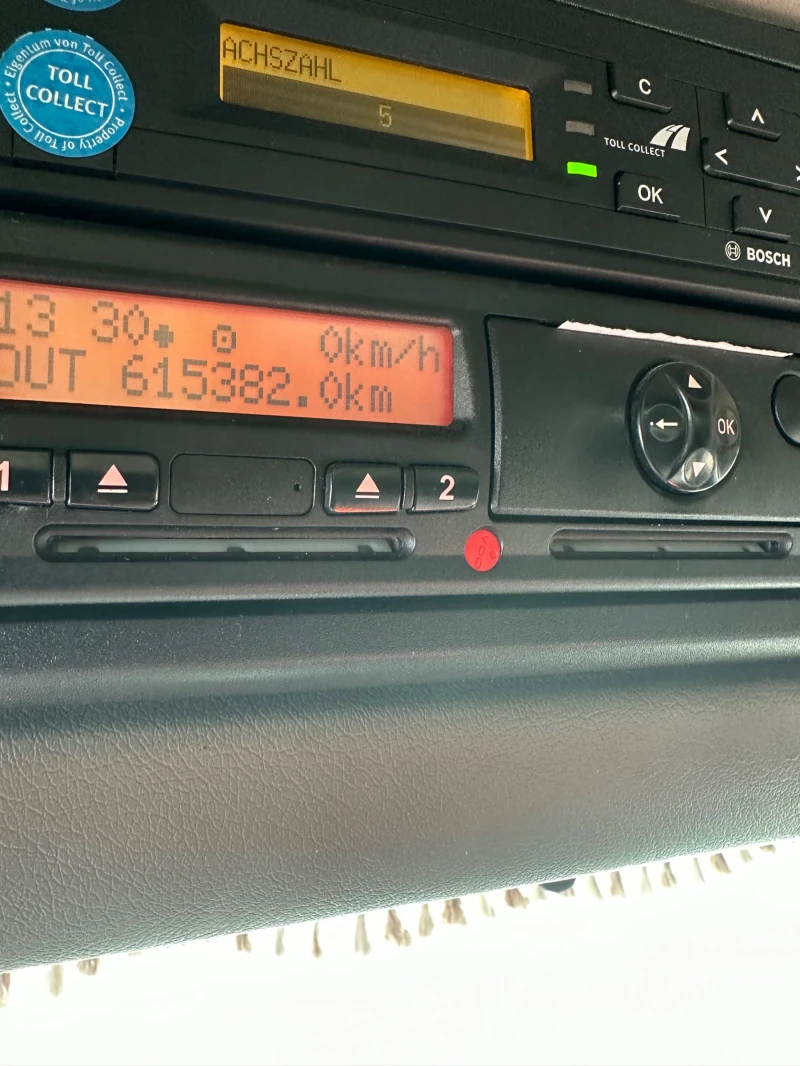 Eigentum von Toll Collect • Property of Toll Collect •
TOLL
COLLECT
ACHSZAHL
5
C
TOLL COLLECT
OK
BOSCH
13 30 0km/h
OUT 615382.0km
1
2
OK